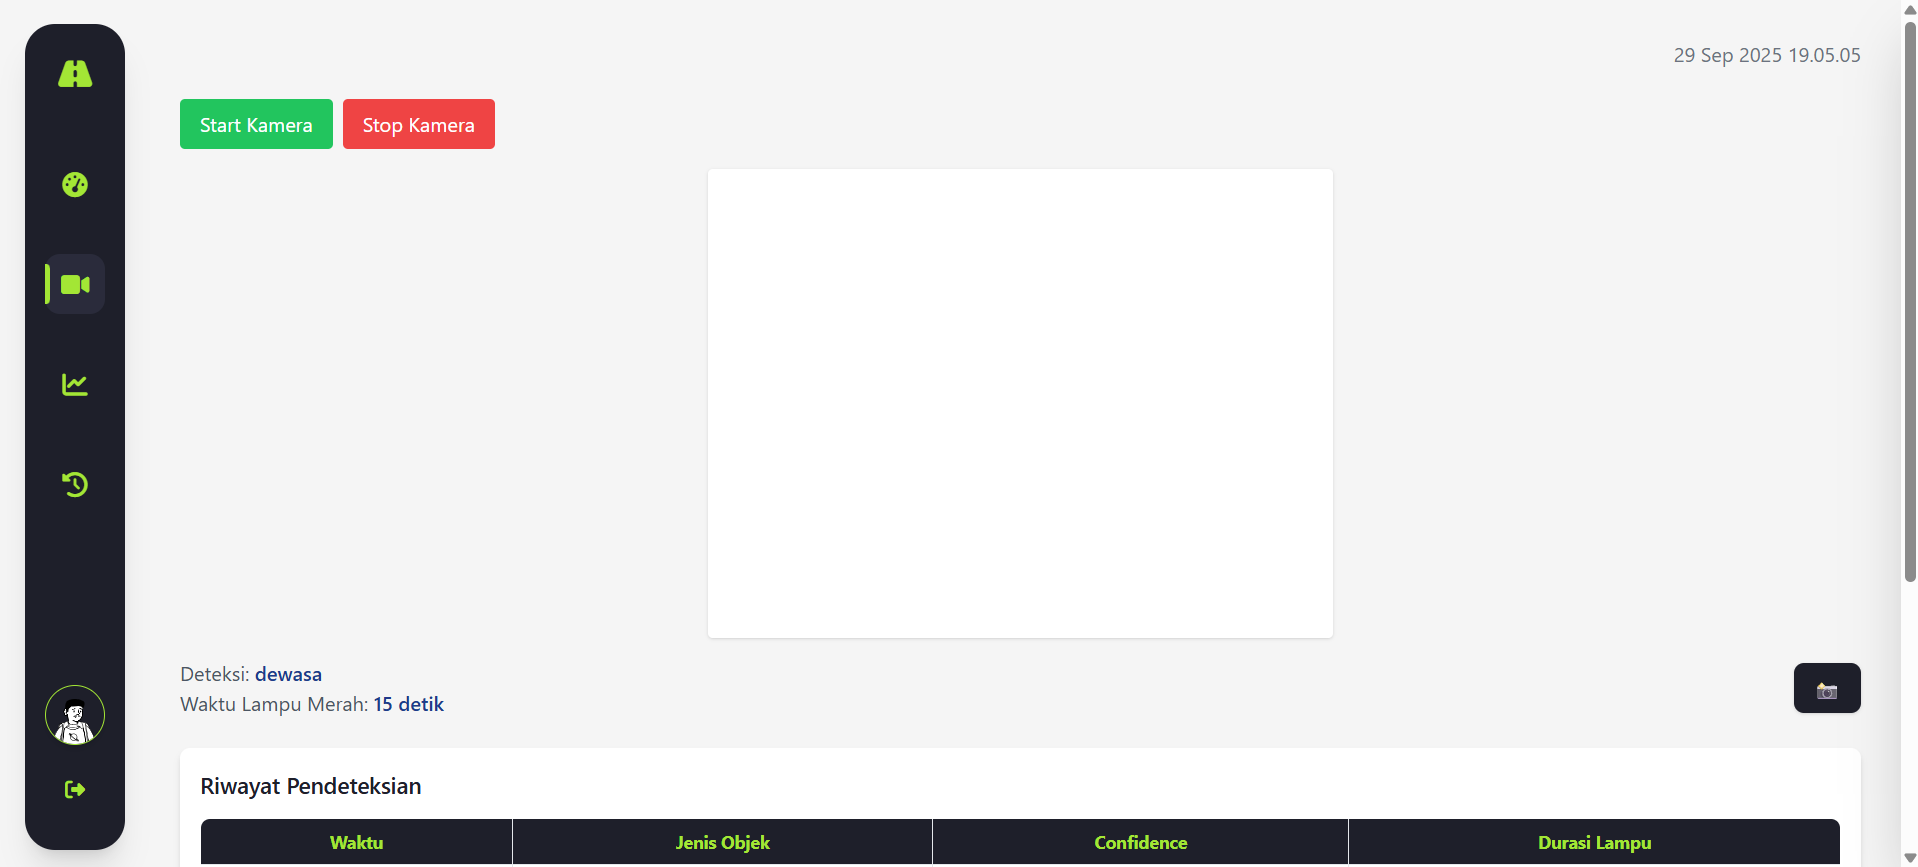 29 Sep 2025 19.05.05
Start Kamera Stop Kamera
Deteksi: dewasa
Waktu Lampu Merah: 15 detik
Riwayat Pendeteksian
Waktu Jenis Objek Confidence Durasi Lampu